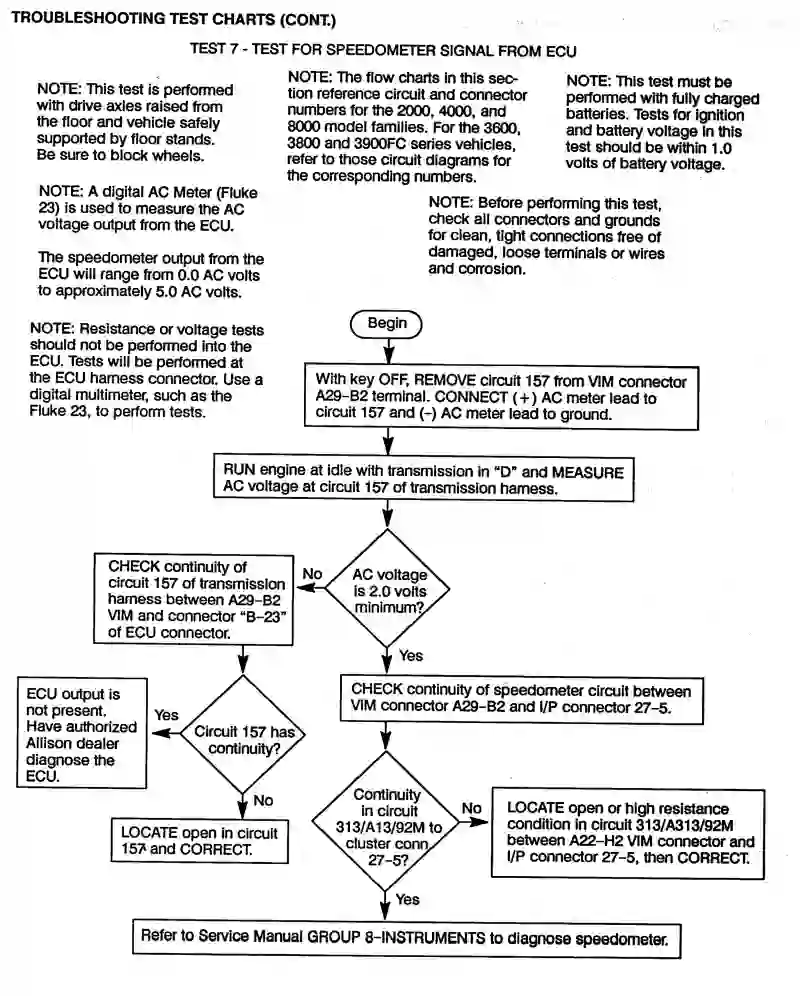 TROUBLESHOOTING TEST CHARTS (CONT.)
TEST 7 - TEST FOR SPEEDOMETER SIGNAL FROM ECU
NOTE: This test is performed
with drive axles raised from
the floor and vehicle safely
supported by floor stands.
Be sure to block wheels.
NOTE: The flow charts in this sec-
tion reference circuit and connector
numbers for the 2000, 4000, and
8000 model families. For the 3600,
3800 and 3900FC series vehicles,
refer to those circuit diagrams for
the corresponding numbers.
NOTE: This test must be
performed with fully charged
batteries. Tests for ignition
and battery voltage in this
test should be within 1.0
volts of battery voltage.
NOTE: A digital AC Meter (Fluke
23) is used to measure the AC
voltage output from the ECU.
NOTE: Before performing this test,
check all connectors and grounds
for clean, tight connections free of
damaged, loose terminals or wires
and corrosion.
The speedometer output from the
ECU will range from 0.0 AC volts
to approximately 5.0 AC volts.
NOTE: Resistance or voltage tests
should not be performed into the
ECU. Tests will be performed at
the ECU harness connector. Use a
digital multimeter, such as the
Fluke 23, to perform tests.
Begin
With key OFF, REMOVE circuit 157 from VIM connector
A29-B2 terminal. CONNECT (+) AC meter lead to
circuit 157 and (-) AC meter lead to ground.
RUN engine at idle with transmission in "D" and MEASURE
AC voltage at circuit 157 of transmission harness.
AC voltage
is 2.0 volts
minimum?
No
CHECK continuity of
circuit 157 of transmission
harness between A29-B2
VIM and connector "B-23"
of ECU connector.
Yes
CHECK continuity of speedometer circuit between
VIM connector A29-B2 and I/P connector 27-5.
Circuit 157 has
continuity?
Yes
ECU output is
not present.
Have authorized
Allison dealer
diagnose the
ECU.
No
LOCATE open in circuit
157 and CORRECT.
Continuity
in circuit
313/A13/92M to
cluster conn
27-5?
No
LOCATE open or high resistance
condition in circuit 313/A313/92M
between A22-H2 VIM connector and
I/P connector 27-5, then CORRECT.
Yes
Refer to Service Manual GROUP 8-INSTRUMENTS to diagnose speedometer.